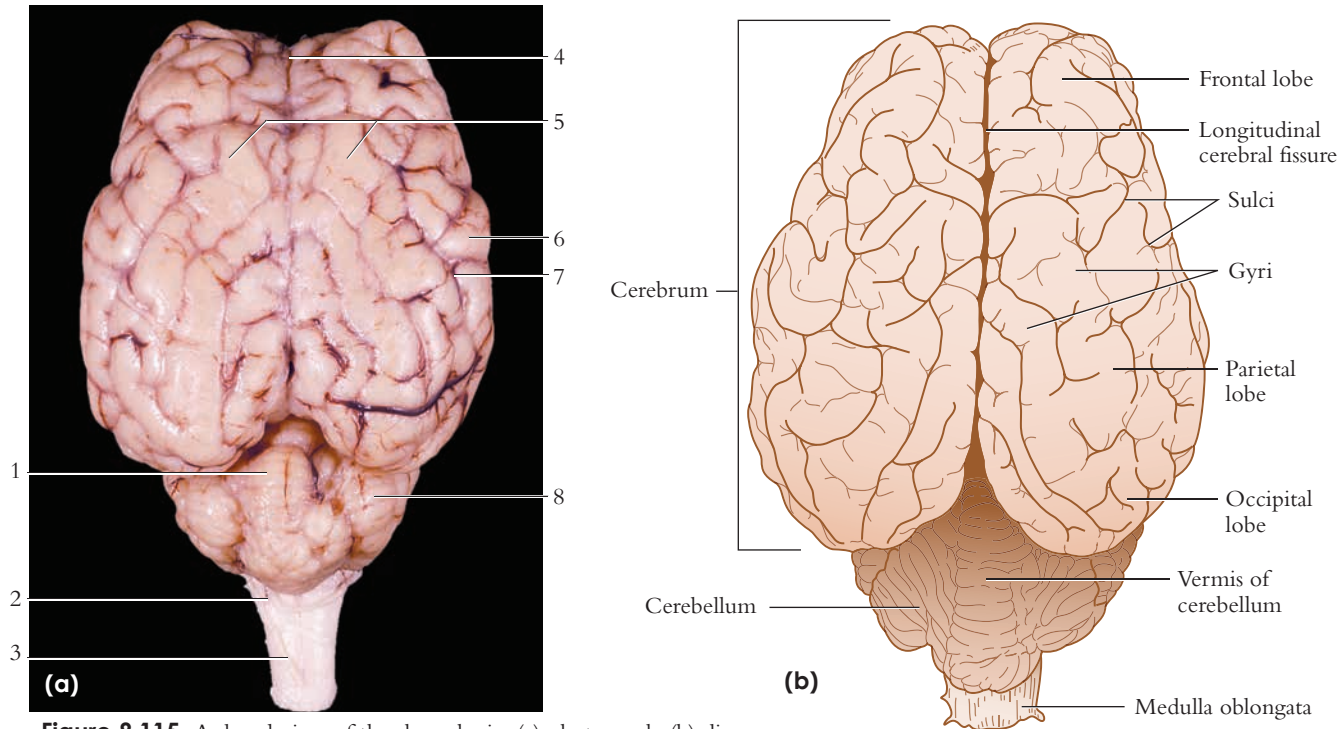 4
5
6
7
1
8
2
3
(a)
Cerebrum
Cerebellum
Frontal lobe
Longitudinal
cerebral fissure
Sulci
Gyri
Parietal
lobe
Occipital
lobe
Vermis of
cerebellum
Medulla oblongata
(b)